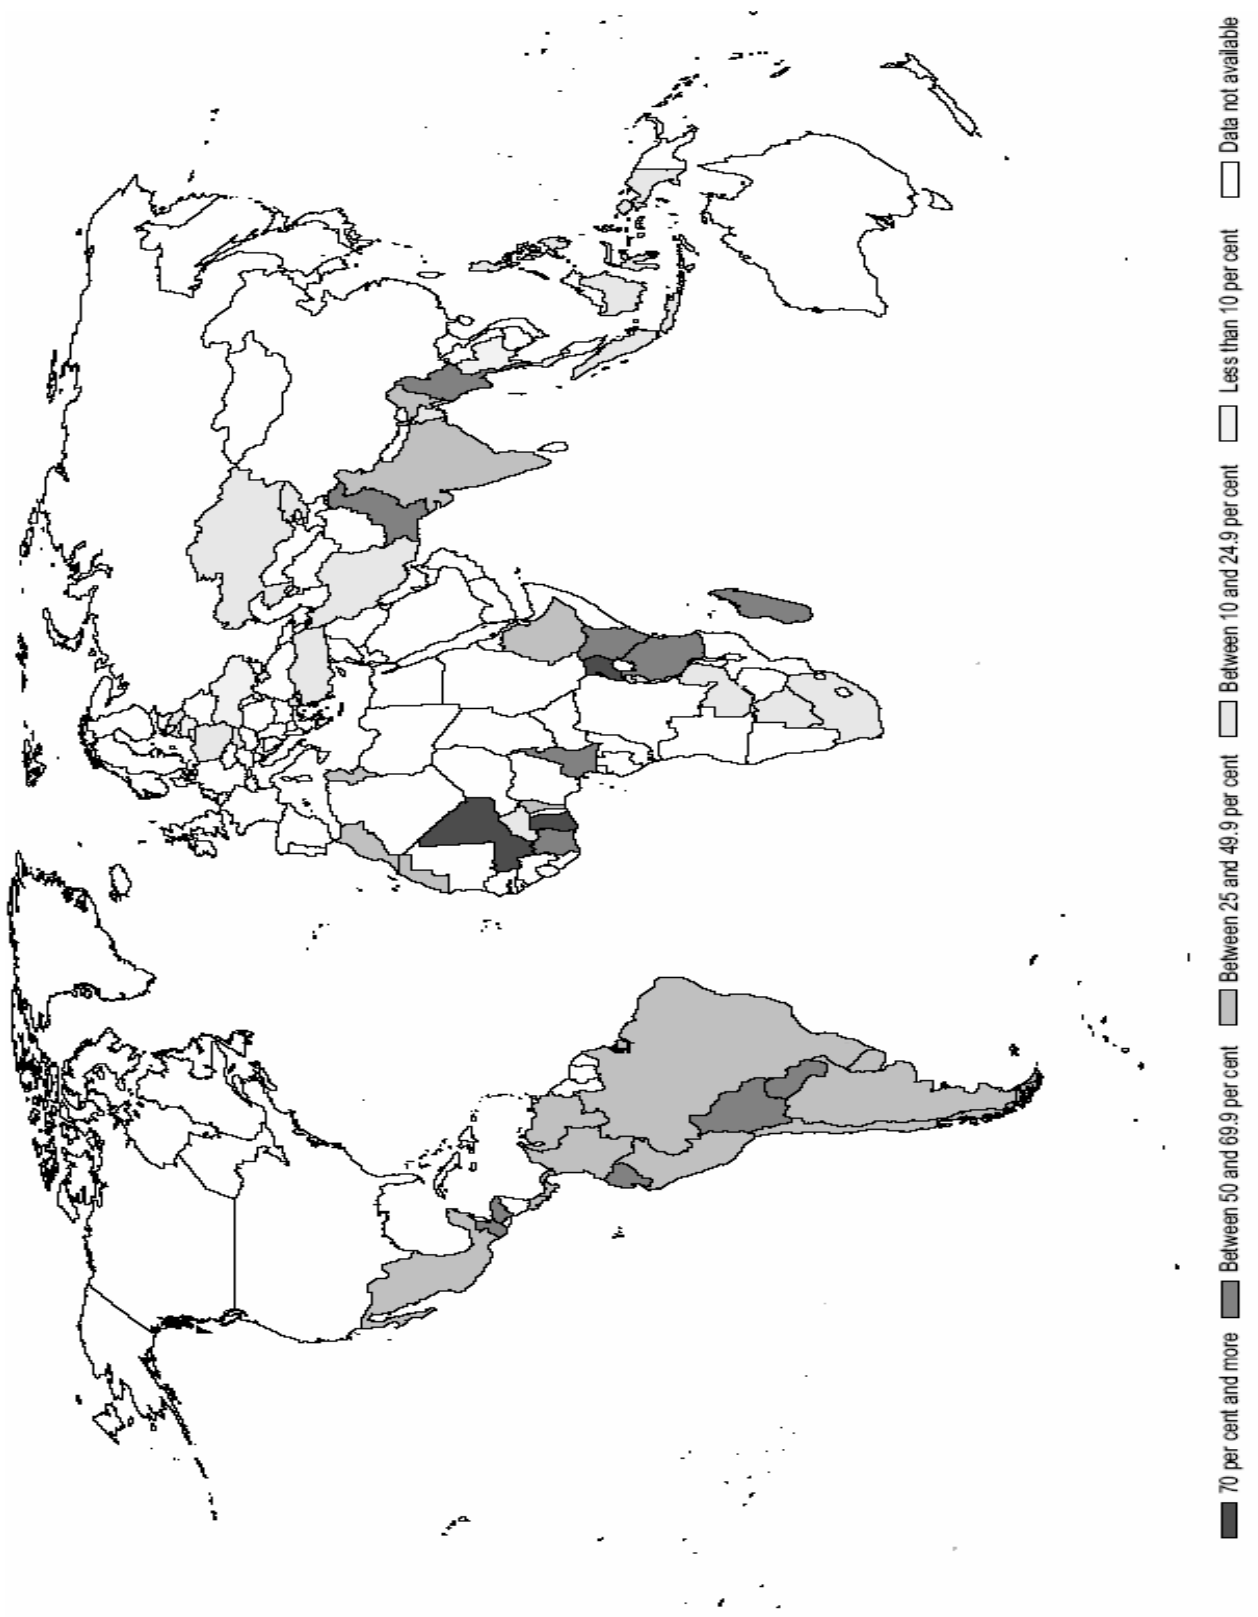 70 per cent and more
Between 50 and 69.9 per cent
Between 25 and 49.9 per cent
Between 10 and 24.9 per cent
Less than 10 per cent
Data not available